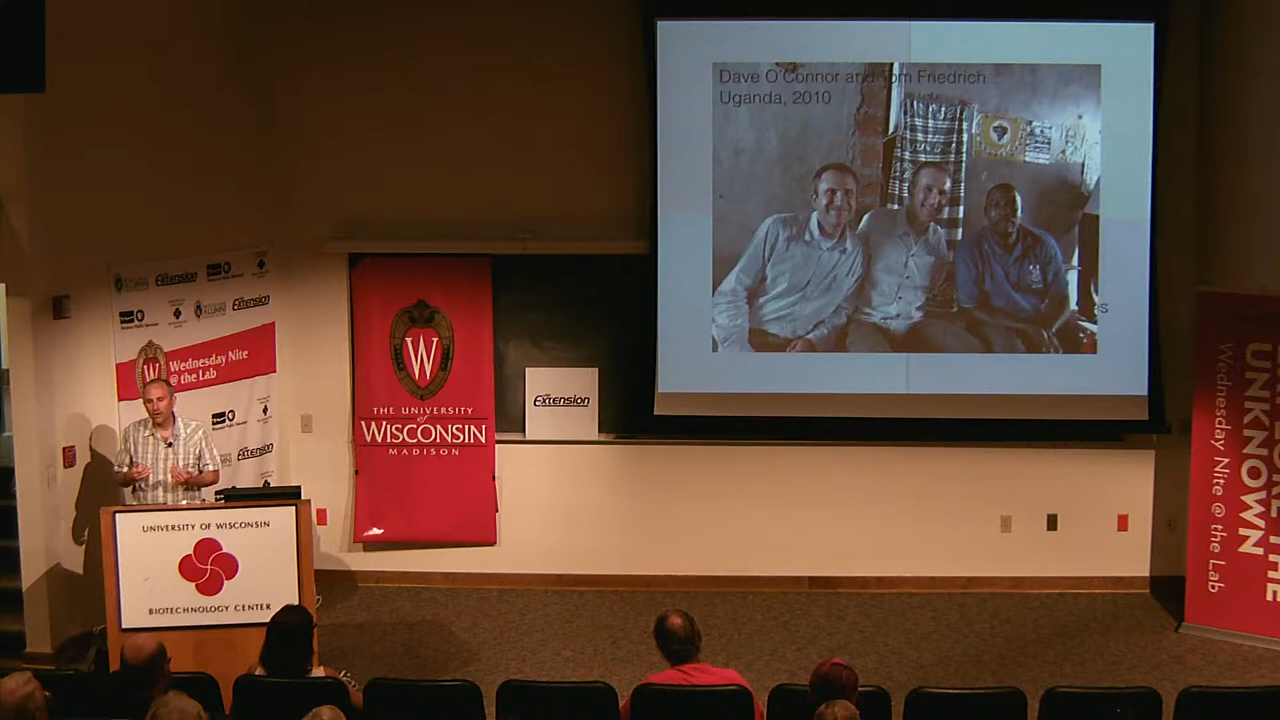 Dave O'Connor and Tom Friedrich
Uganda, 2010
es
Extension
Extension
Wednesday Nite
@ the Lab
W
Extension
W
THE UNIVERSITY
of
WISCONSIN
MADISON
Extension
UNIVERSITY OF WISCONSIN
BIOTECHNOLOGY CENTER
UNKNOWN
Wednesday Nite @ the Lab